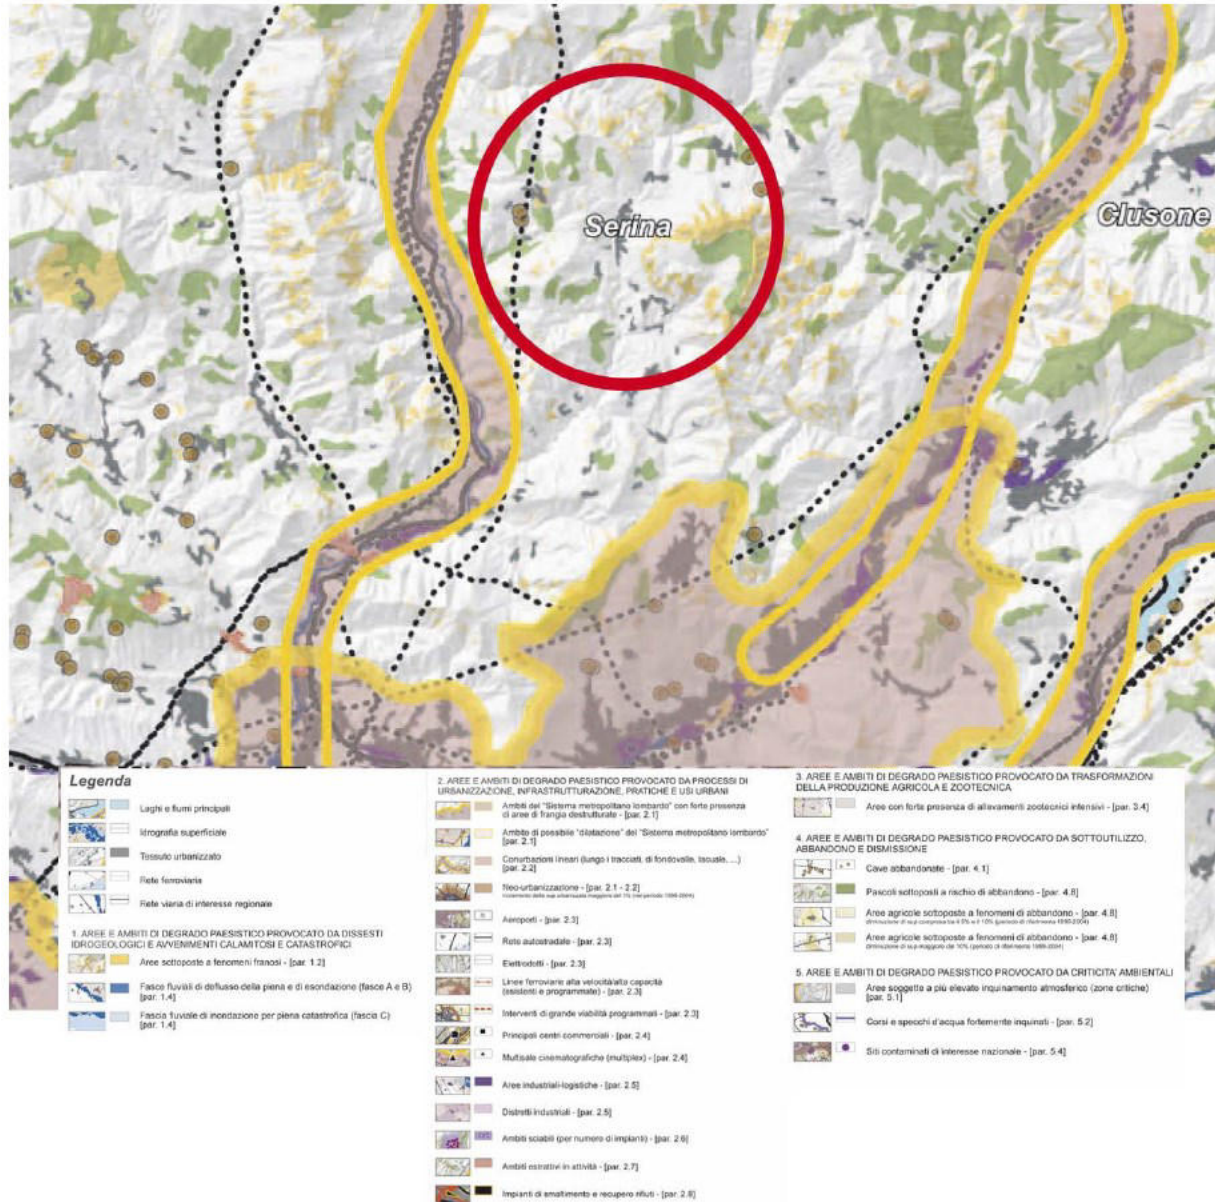 Serina
Clusone
Legenda
Laghi e fiumi principali
Idrografia superficiale
Tessuto urbanizzato
Rete ferroviaria
Rete viaria di interesse regionale
1. AREE E AMBITI DI DEGRADO PAESISTICO PROVOCATO DA DISSESTI
IDROGEOLOGICI E AVVENIMENTI CALAMITOSI E CATASTROFICI
Aree sottoposte a fenomeni franosi - [par. 1.2]
Fasce fluviali di deflusso della piena e di esondazione (fasce A e B)
[par. 1.4]
Fascia fluviale di inondazione per piena catastrofica (fascia C)
[par. 1.4]
2. AREE E AMBITI DI DEGRADO PAESISTICO PROVOCATO DA PROCESSI DI
URBANIZZAZIONE, INFRASTRUTTURAZIONE, PRATICHE E USI URBANI
Ambiti del "Sistema metropolitano lombardo" con forte presenza
di aree di frangia destrutturate - [par. 2.1]
Ambito di possibile "dilatazione" del "Sistema metropolitano lombardo"
[par. 2.1]
Conurbazioni lineari (lungo i tracciati, di fondovalle, lacuale, ...)
[par. 2.2]
Neo-urbanizzazione - [par. 2.1 - 2.2]
Aeroporti - [par. 2.3]
Rete autostradale - [par. 2.3]
Elettrodotti - [par. 2.3]
Linee ferroviarie alta velocità/alta capacità
(esistenti e programmate) - [par. 2.3]
Interventi di grande viabilità programmati - [par. 2.3]
Principali centri commerciali - [par. 2.4]
Multisale cinematografiche (multiplex) - [par. 2.4]
Aree industriali-logistiche - [par. 2.5]
Distretti industriali - [par. 2.5]
Ambiti sciabili (per numero di impianti) - [par. 2.6]
Ambiti estrattivi in attività - [par. 2.7]
Impianti di smaltimento e recupero rifiuti - [par. 2.8]
3. AREE E AMBITI DI DEGRADO PAESISTICO PROVOCATO DA TRASFORMAZIONI
DELLA PRODUZIONE AGRICOLA E ZOOTECNICA
Aree con forte presenza di allevamenti zootecnici intensivi - [par. 3.4]
4. AREE E AMBITI DI DEGRADO PAESISTICO PROVOCATO DA SOTTOUTILIZZO,
ABBANDONO E DISMISSIONE
Cave abbandonate - [par. 4.1]
Pascoli sottoposti a rischio di abbandono - [par. 4.8]
Aree agricole sottoposte a fenomeni di abbandono - [par. 4.8]
Aree agricole sottoposte a fenomeni di abbandono - [par. 4.8]
5. AREE E AMBITI DI DEGRADO PAESISTICO PROVOCATO DA CRITICITA' AMBIENTALI
Aree soggette a più elevato inquinamento atmosferico (zone critiche)
[par. 5.1]
Corsi e specchi d'acqua fortemente inquinati - [par. 5.2]
Siti contaminati di interesse nazionale - [par. 5.4]